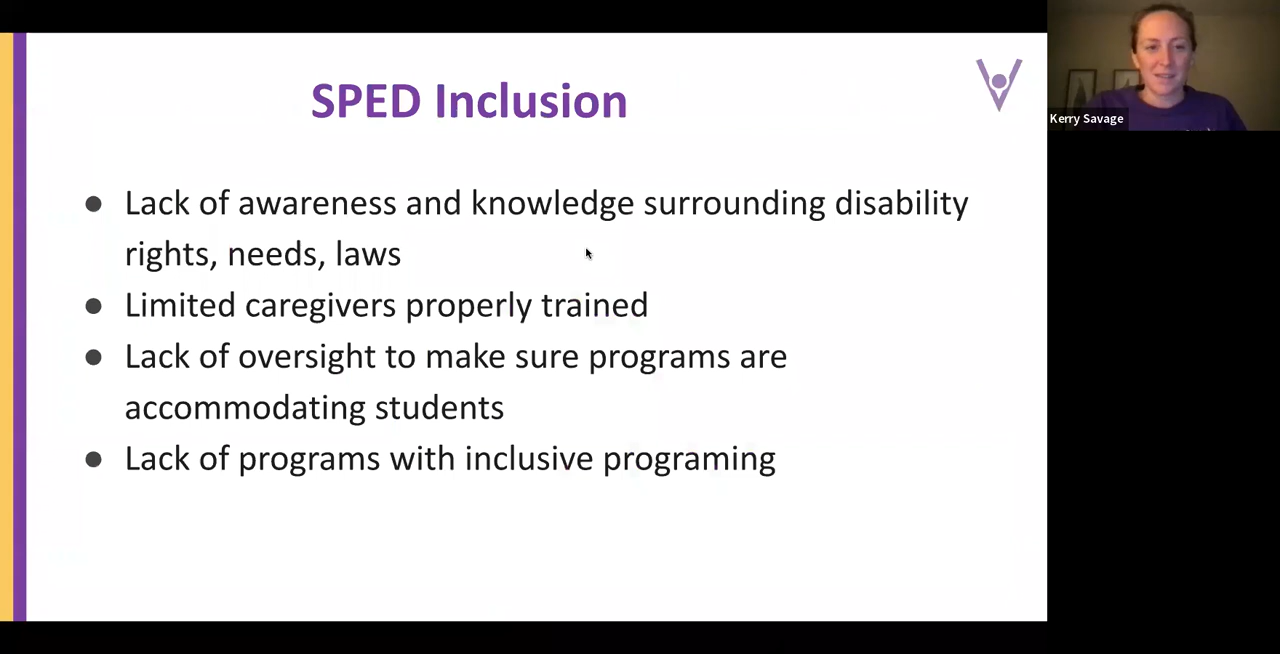 SPED Inclusion
Kerry Savage
● Lack of awareness and knowledge surrounding disability
rights, needs, laws
● Limited caregivers properly trained
● Lack of oversight to make sure programs are
accommodating students
● Lack of programs with inclusive programing